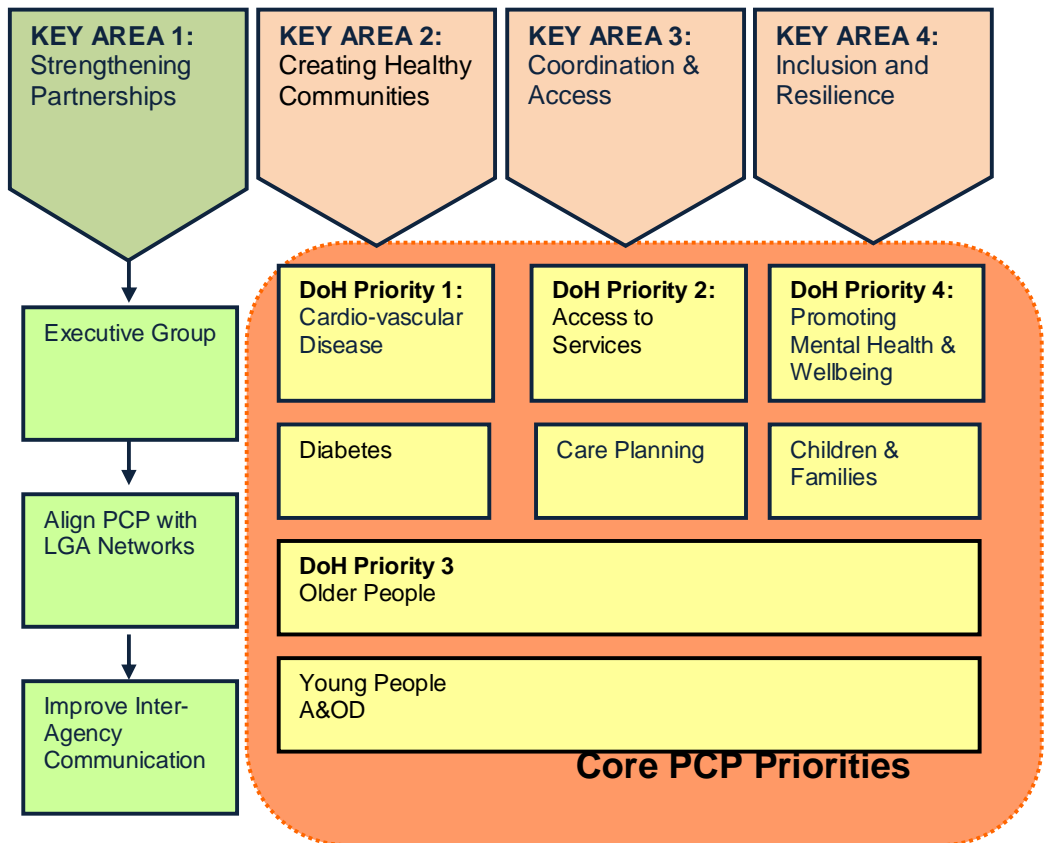 KEY AREA 1:
Strengthening
Partnerships
KEY AREA 2:
Creating Healthy
Communities
KEY AREA 3:
Coordination &
Access
KEY AREA 4:
Inclusion and
Resilience
Executive Group
Align PCP with
LGA Networks
Improve Inter-
Agency
Communication
DoH Priority 1:
Cardio-vascular
Disease
DoH Priority 2:
Access to
Services
DoH Priority 4:
Promoting
Mental Health &
Wellbeing
Diabetes
Care Planning
Children &
Families
DoH Priority 3
Older People
Young People
A&OD
Core PCP Priorities